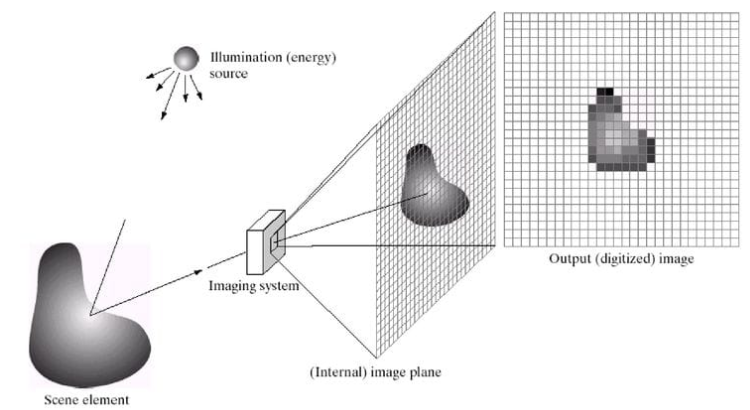 Illumination (energy)
source
Imaging system
Output (digitized) image
(Internal) image plane
Scene element